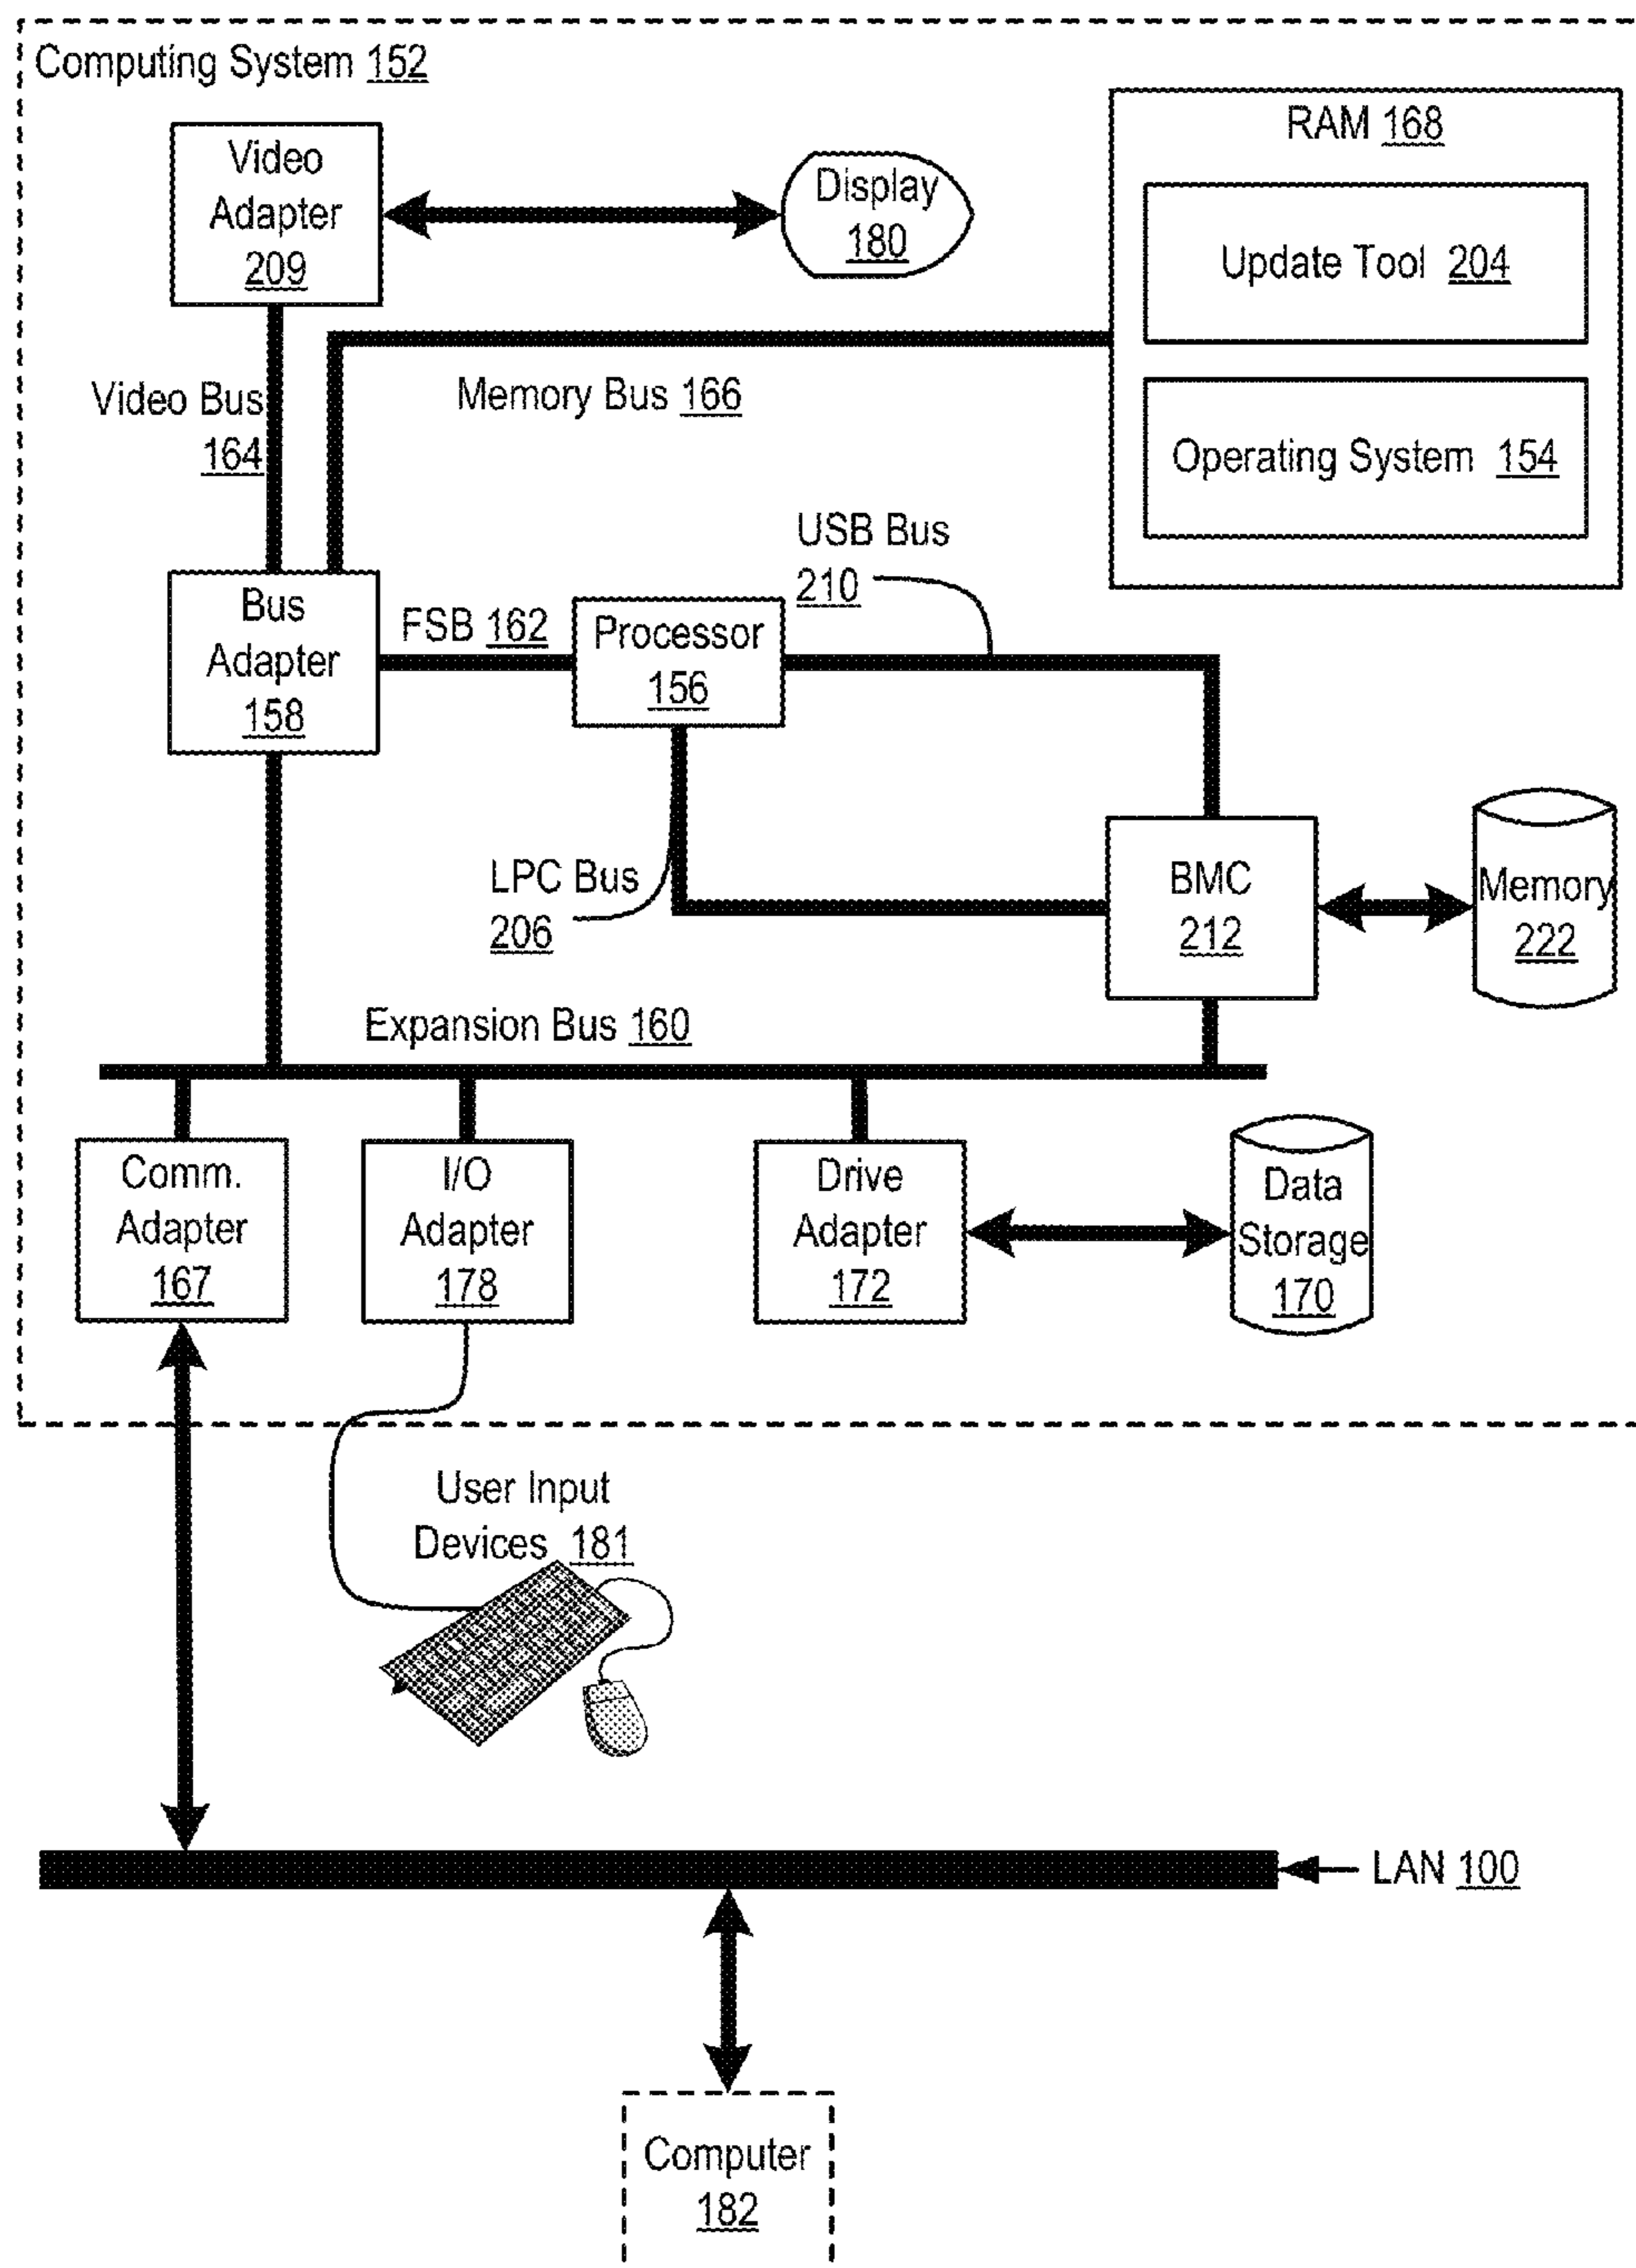 Computing System 152
RAM 168
Video
Adapter
209
Display
180
Update Tool 204
Video Bus
164
Memory Bus 166
Operating System 154
USB Bus
210
Bus
Adapter
158
FSB 162
Processor
156
LPC Bus
206
BMC
212
Memory
222
Expansion Bus 160
Comm.
Adapter
167
I/O
Adapter
178
Drive
Adapter
172
Data
Storage
170
User Input
Devices 181
LAN 100
Computer
182